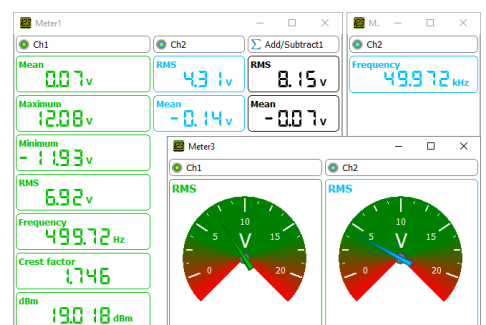 Meter1
Ch1
Ch2
Add/Subtract1
Mean
0.07 v
RMS
4.31 v
RMS
8.15 v
Maximum
12.08 v
Mean
-0.14 v
Mean
-0.07 v
Minimum
-11.93 v
RMS
6.92 v
Frequency
499.72 Hz
Crest factor
1.746
dBm
19.018 dBm
M..
Ch2
Frequency
49.972 kHz
Meter3
Ch1
Ch2
RMS
0
5
10
15
20
V
RMS
0
5
10
15
20
V